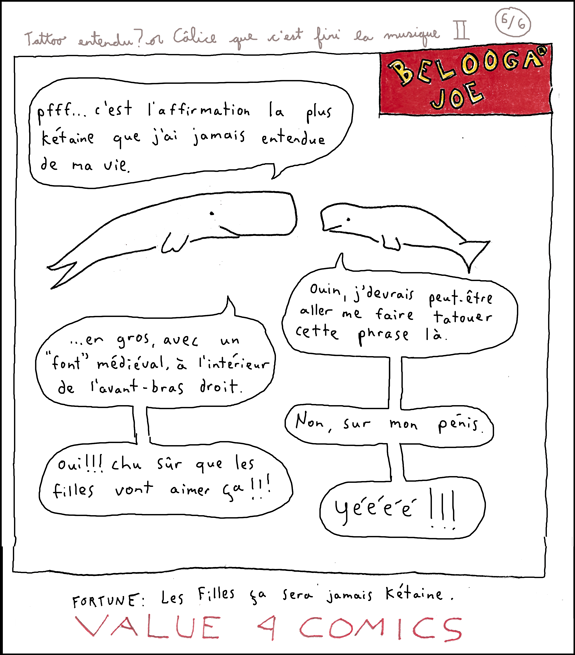 Tattoo entendu? or Câlice que c'est fini la musique II
6/6
BELOOGA
JOE
pfff... c'est l'affirmation la plus
kétaine que j'ai jamais entendue
de ma vie.
Ouin, j'devrais peut-être
aller me faire tatouer
cette phrase là.
...en gros, avec un
"font" médiéval, à l'intérieur
de l'avant-bras droit.
Non, sur mon pénis.
Oui!!! chu sûr que les
filles vont aimer ça!!!
yé'é'é'é !!!
FORTUNE: Les Filles ça sera jamais kétaine.
VALUE 4 COMICS